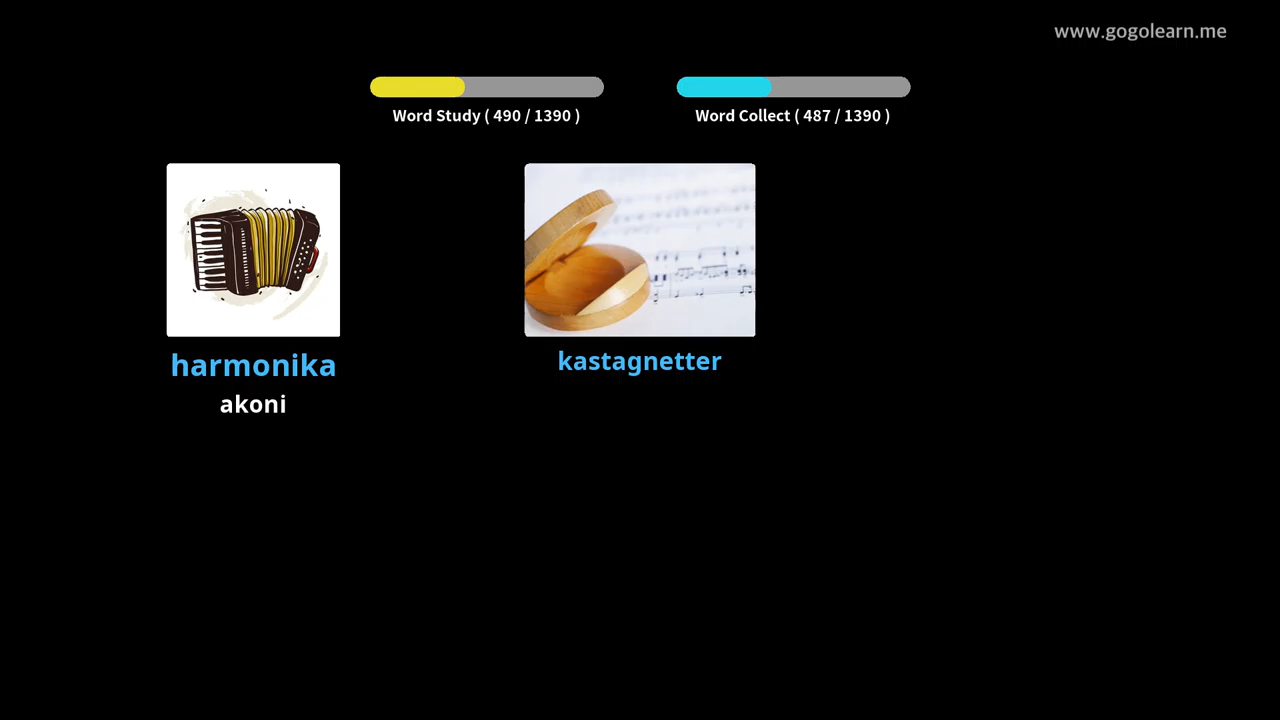 www.gogolearn.me
Word Study ( 490 / 1390 )
Word Collect ( 487 / 1390 )
harmonika
akoni
kastagnetter